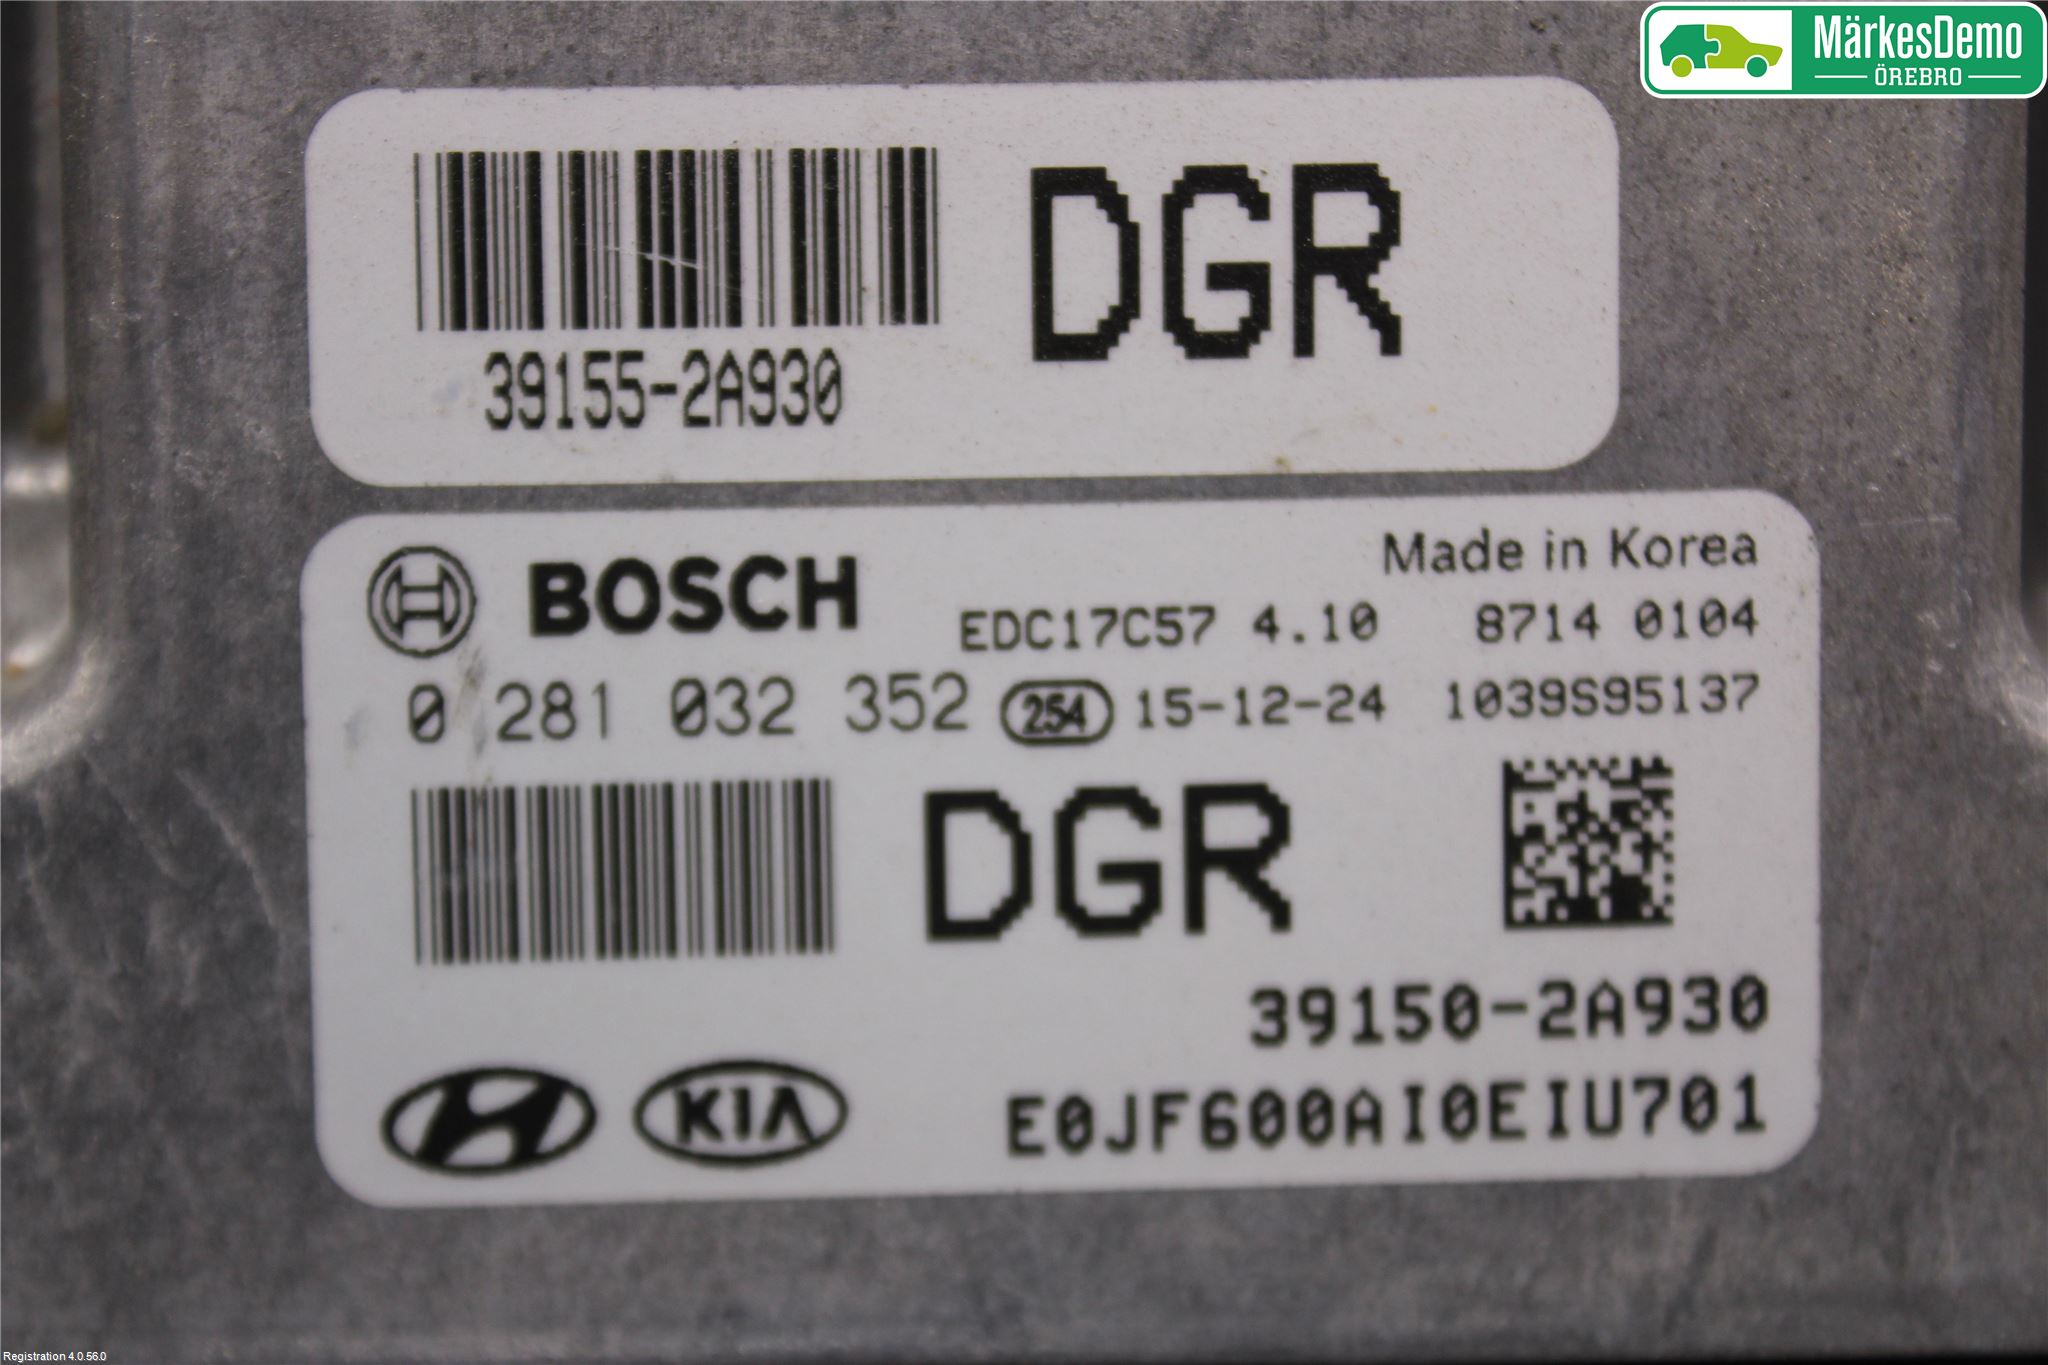 MärkesDemo
ÖREBRO
DGR
39155-2A930
Made in Korea
BOSCH
EDC17C57 4.10 8714 0104
0 281 032 352 254 15-12-24 1039S95137
DGR
39150-2A930
KIA
E0JF600AI0EIU701
Registration 4.0.56.0